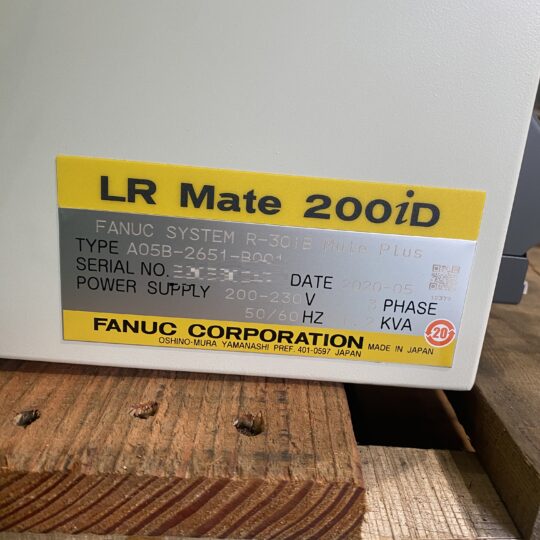 LR Mate 200iD
FANUC SYSTEM R-30iB Mate Plus
TYPE A05B-2651-B001
SERIAL NO. DATE 2020-05
POWER SUPPLY 200-230 V 3 PHASE
50/60 HZ KVA
20
FANUC CORPORATION MADE IN JAPAN
OSHINO-MURA YAMANASHI PREF. 401-0597 JAPAN